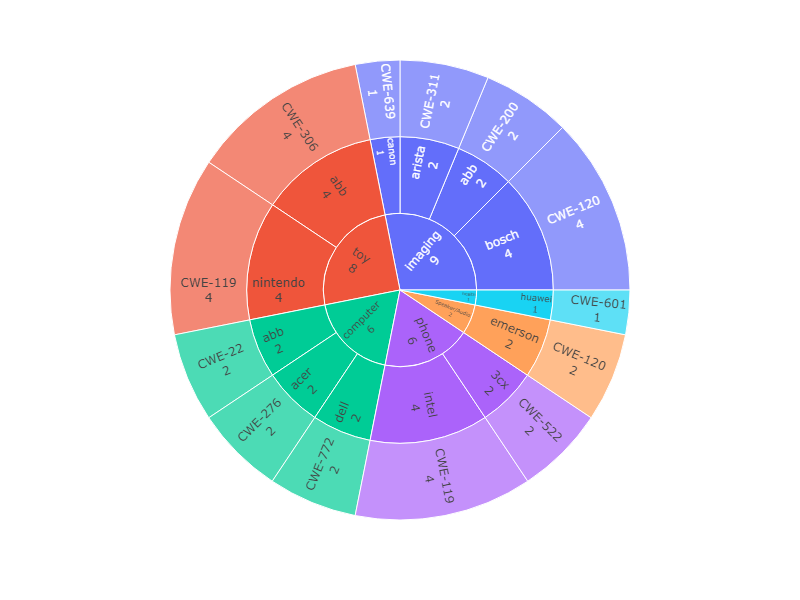 imaging
9
bosch
4
CWE-120
4
abb
2
CWE-200
2
arista
2
CWE-311
2
canon
1
CWE-639
1
toy
8
abb
4
CWE-306
4
nintendo
4
CWE-119
4
computer
6
abb
2
CWE-22
2
acer
2
CWE-276
2
dell
2
CWE-772
2
phone
6
intel
4
CWE-119
4
3cx
2
CWE-522
2
2
emerson
2
CWE-120
2
1
huawei
1
CWE-601
1